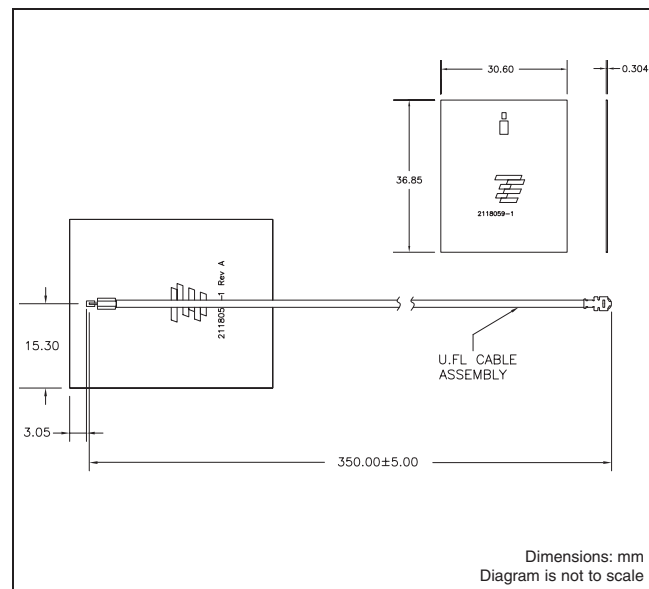 30.60
0.304
36.85
2118059-1
2118059-1 Rev A
15.30
3.05
U.FL CABLE
ASSEMBLY
350.00±5.00
Dimensions: mm
Diagram is not to scale